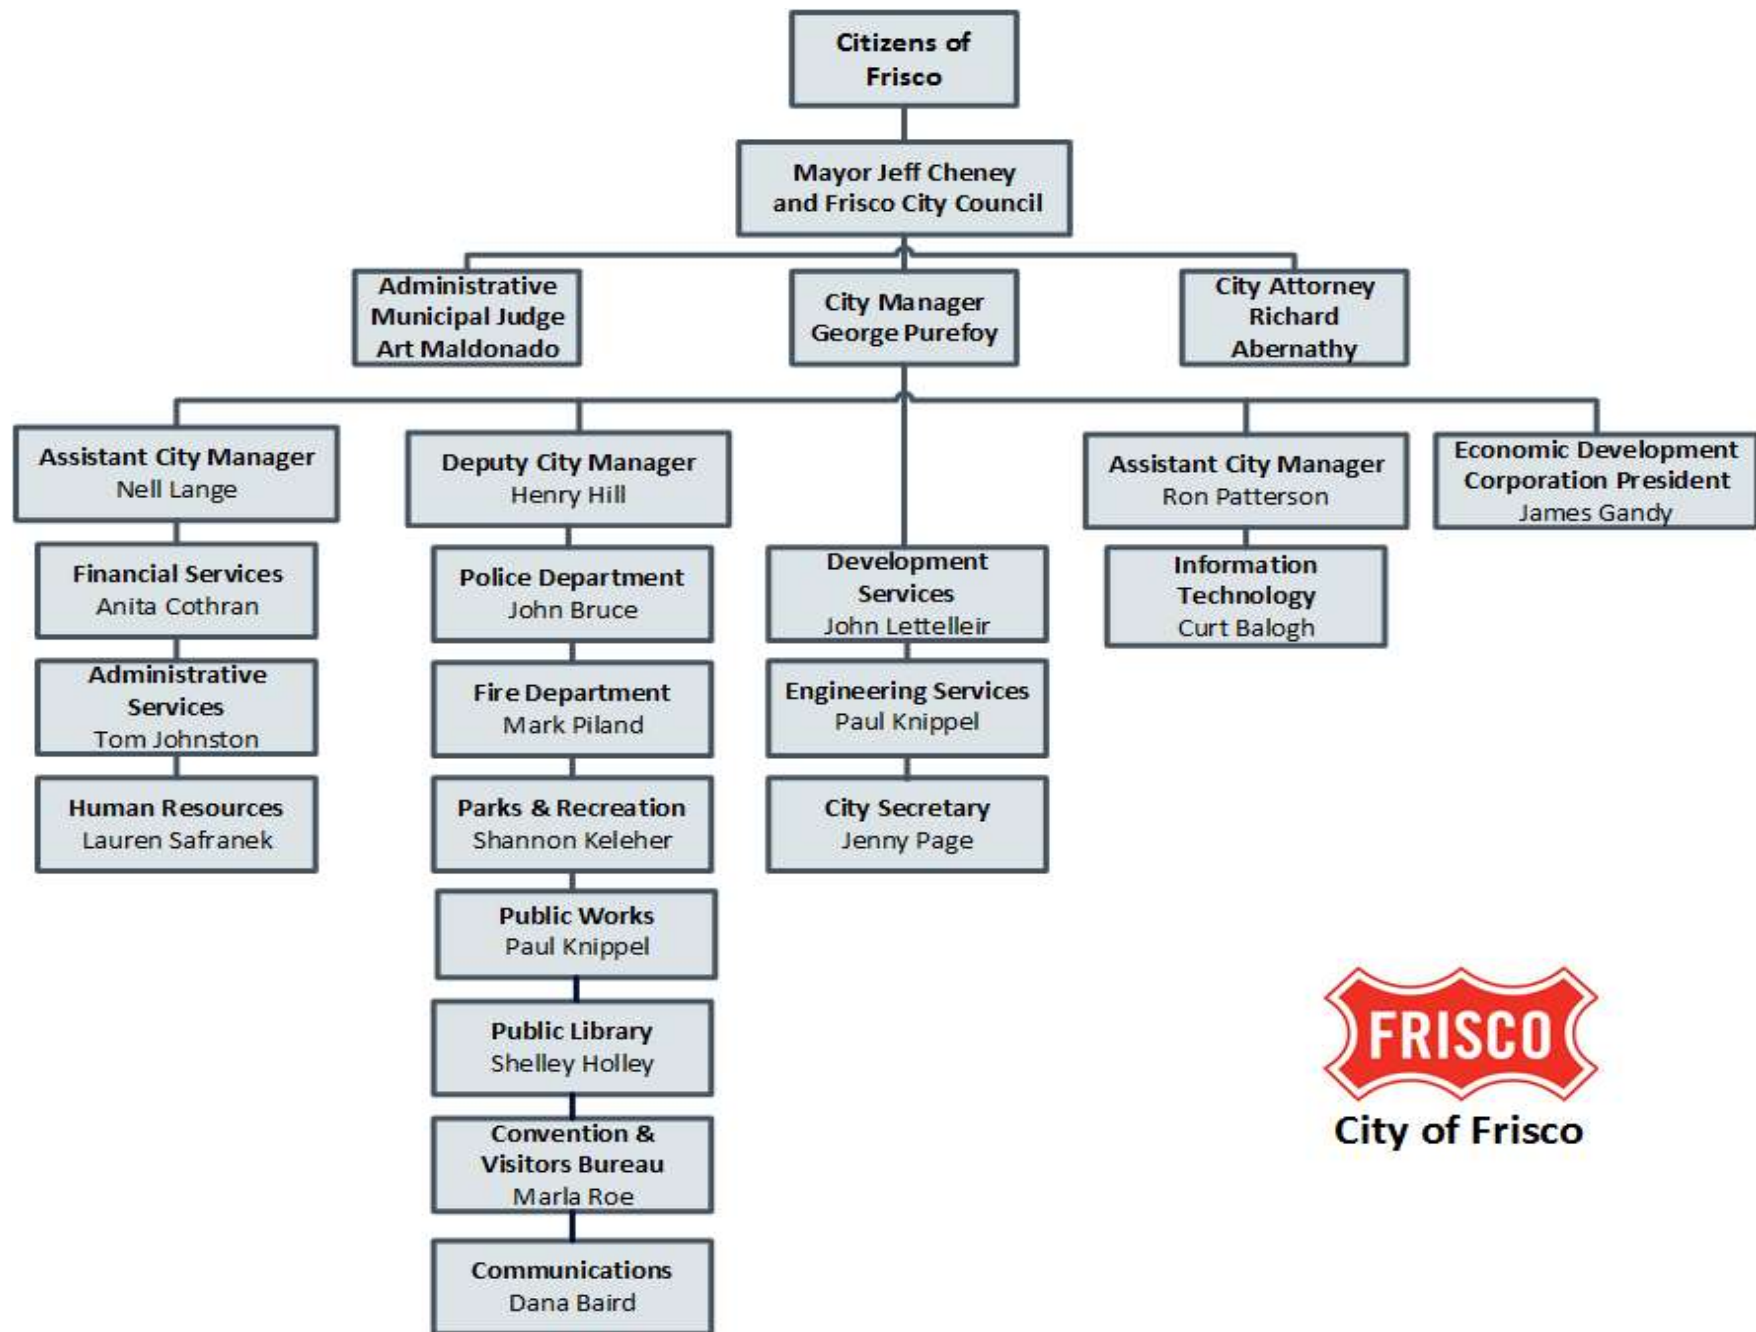 Citizens of
Frisco
Mayor Jeff Cheney
and Frisco City Council
Administrative
Municipal Judge
Art Maldonado
City Manager
George Purefoy
City Attorney
Richard
Abernathy
Assistant City Manager
Nell Lange
Deputy City Manager
Henry Hill
Assistant City Manager
Ron Patterson
Economic Development
Corporation President
James Gandy
Financial Services
Anita Cothran
Police Department
John Bruce
Development
Services
John Lettelleir
Information
Technology
Curt Balogh
Administrative
Services
Tom Johnston
Fire Department
Mark Piland
Engineering Services
Paul Knippel
Human Resources
Lauren Safranek
Parks & Recreation
Shannon Keleher
City Secretary
Jenny Page
Public Works
Paul Knippel
Public Library
Shelley Holley
Convention &
Visitors Bureau
Marla Roe
Communications
Dana Baird
FRISCO
City of Frisco